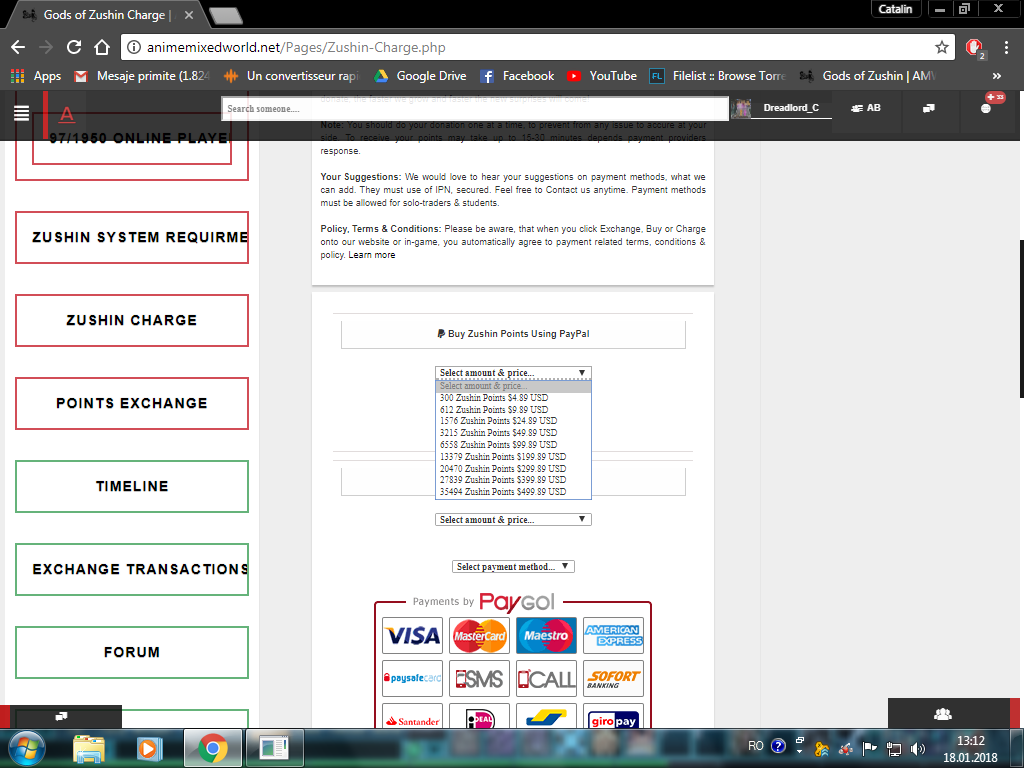 Gods of Zushin Charge |
Catalin
animemixedworld.net/Pages/Zushin-Charge.php
2
Apps
Mesaje primite (1.824
Un convertisseur rapi
Google Drive
Facebook
YouTube
FL
Filelist :: Browse Torre
Gods of Zushin | AMW
»
A
Search someone....
Dreadlord_C
AB
33
97/1950 ONLINE PLAYE
ZUSHIN SYSTEM REQUIRME
ZUSHIN CHARGE
POINTS EXCHANGE
TIMELINE
EXCHANGE TRANSACTIONS
FORUM
donate, the faster we grow and faster the new surprises will come!
Note: You should do your donation one at a time, to prevent from any issue to accure at your
side. To receive your points may take up to 15-30 minutes depends payment providers
response.
Your Suggestions: We would love to hear your suggestions on payment methods, what we
can add. They must use of IPN, secured. Feel free to Contact us anytime. Payment methods
must be allowed for solo-traders & students.
Policy, Terms & Conditions: Please be aware, that when you click Exchange, Buy or Charge
onto our website or in-game, you automatically agree to payment related terms, conditions &
policy. Learn more
Buy Zushin Points Using PayPal
Select amount & price...
Select amount & price...
300 Zushin Points $4.89 USD
612 Zushin Points $9.89 USD
1576 Zushin Points $24.89 USD
3215 Zushin Points $49.89 USD
6558 Zushin Points $99.89 USD
13379 Zushin Points $199.89 USD
20470 Zushin Points $299.89 USD
27839 Zushin Points $399.89 USD
35494 Zushin Points $499.89 USD
Select amount & price...
Select payment method...
Payments by Paygol
VISA
MasterCard
Maestro
AMERICAN EXPRESS
paysafecard
SMS
CALL
SOFORT BANKING
Santander
iDEAL
giropay
RO
13:12
18.01.2018